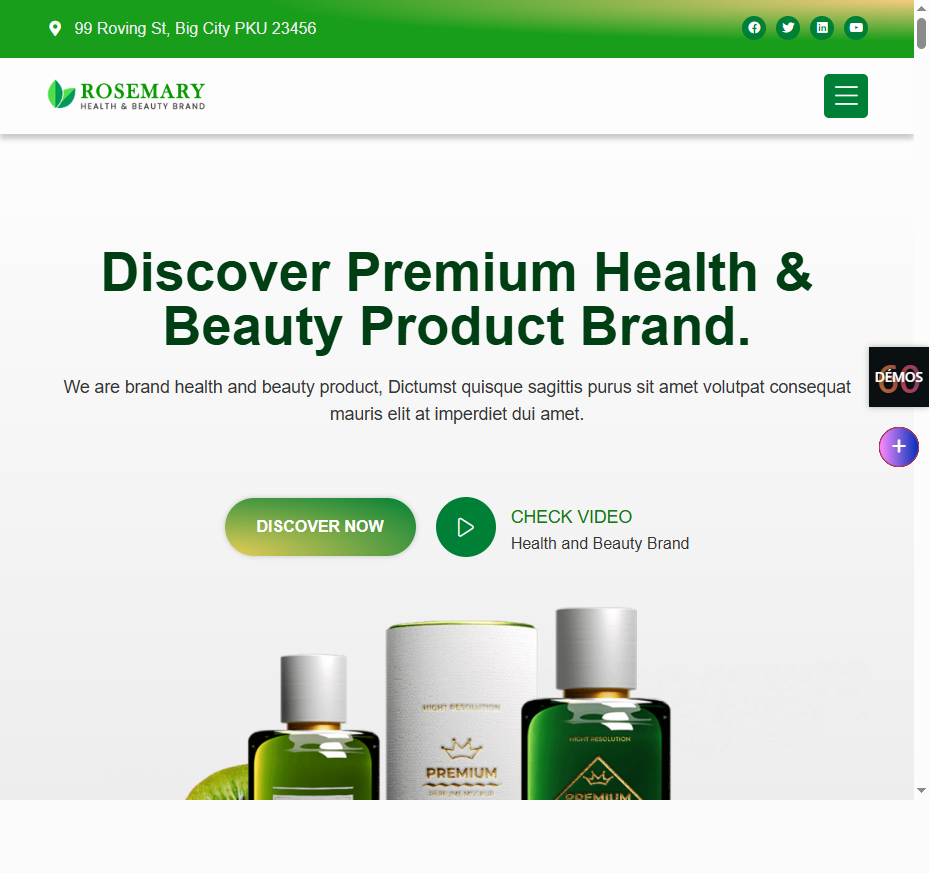 99 Roving St, Big City PKU 23456
ROSEMARY
HEALTH & BEAUTY BRAND
Discover Premium Health &
Beauty Product Brand.
We are brand health and beauty product, Dictumst quisque sagittis purus sit amet volutpat consequat
mauris elit at imperdiet dui amet.
60
DÉMOS
DISCOVER NOW
CHECK VIDEO
Health and Beauty Brand
HIGHT RESOLUTION
PREMIUM
PERFUME MOCKUP
HIGHT RESOLUTION
PREMIUM